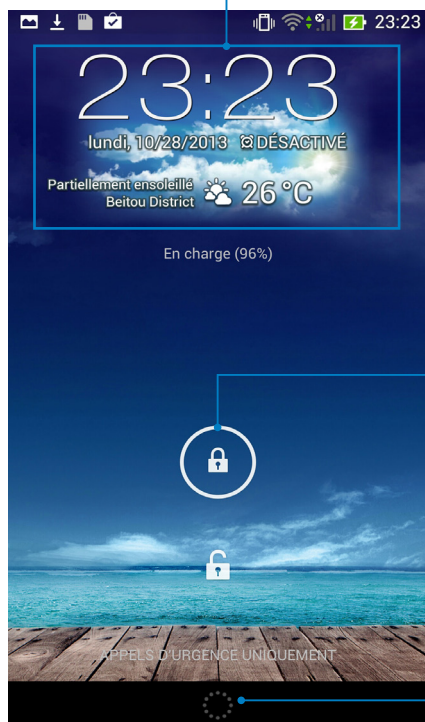 23:23
23:23
lundi, 10/28/2013 DÉSACTIVÉ
Partiellement ensoleillé
Beitou District
26 °C
En charge (96%)
APPELS D'URGENCE UNIQUEMENT